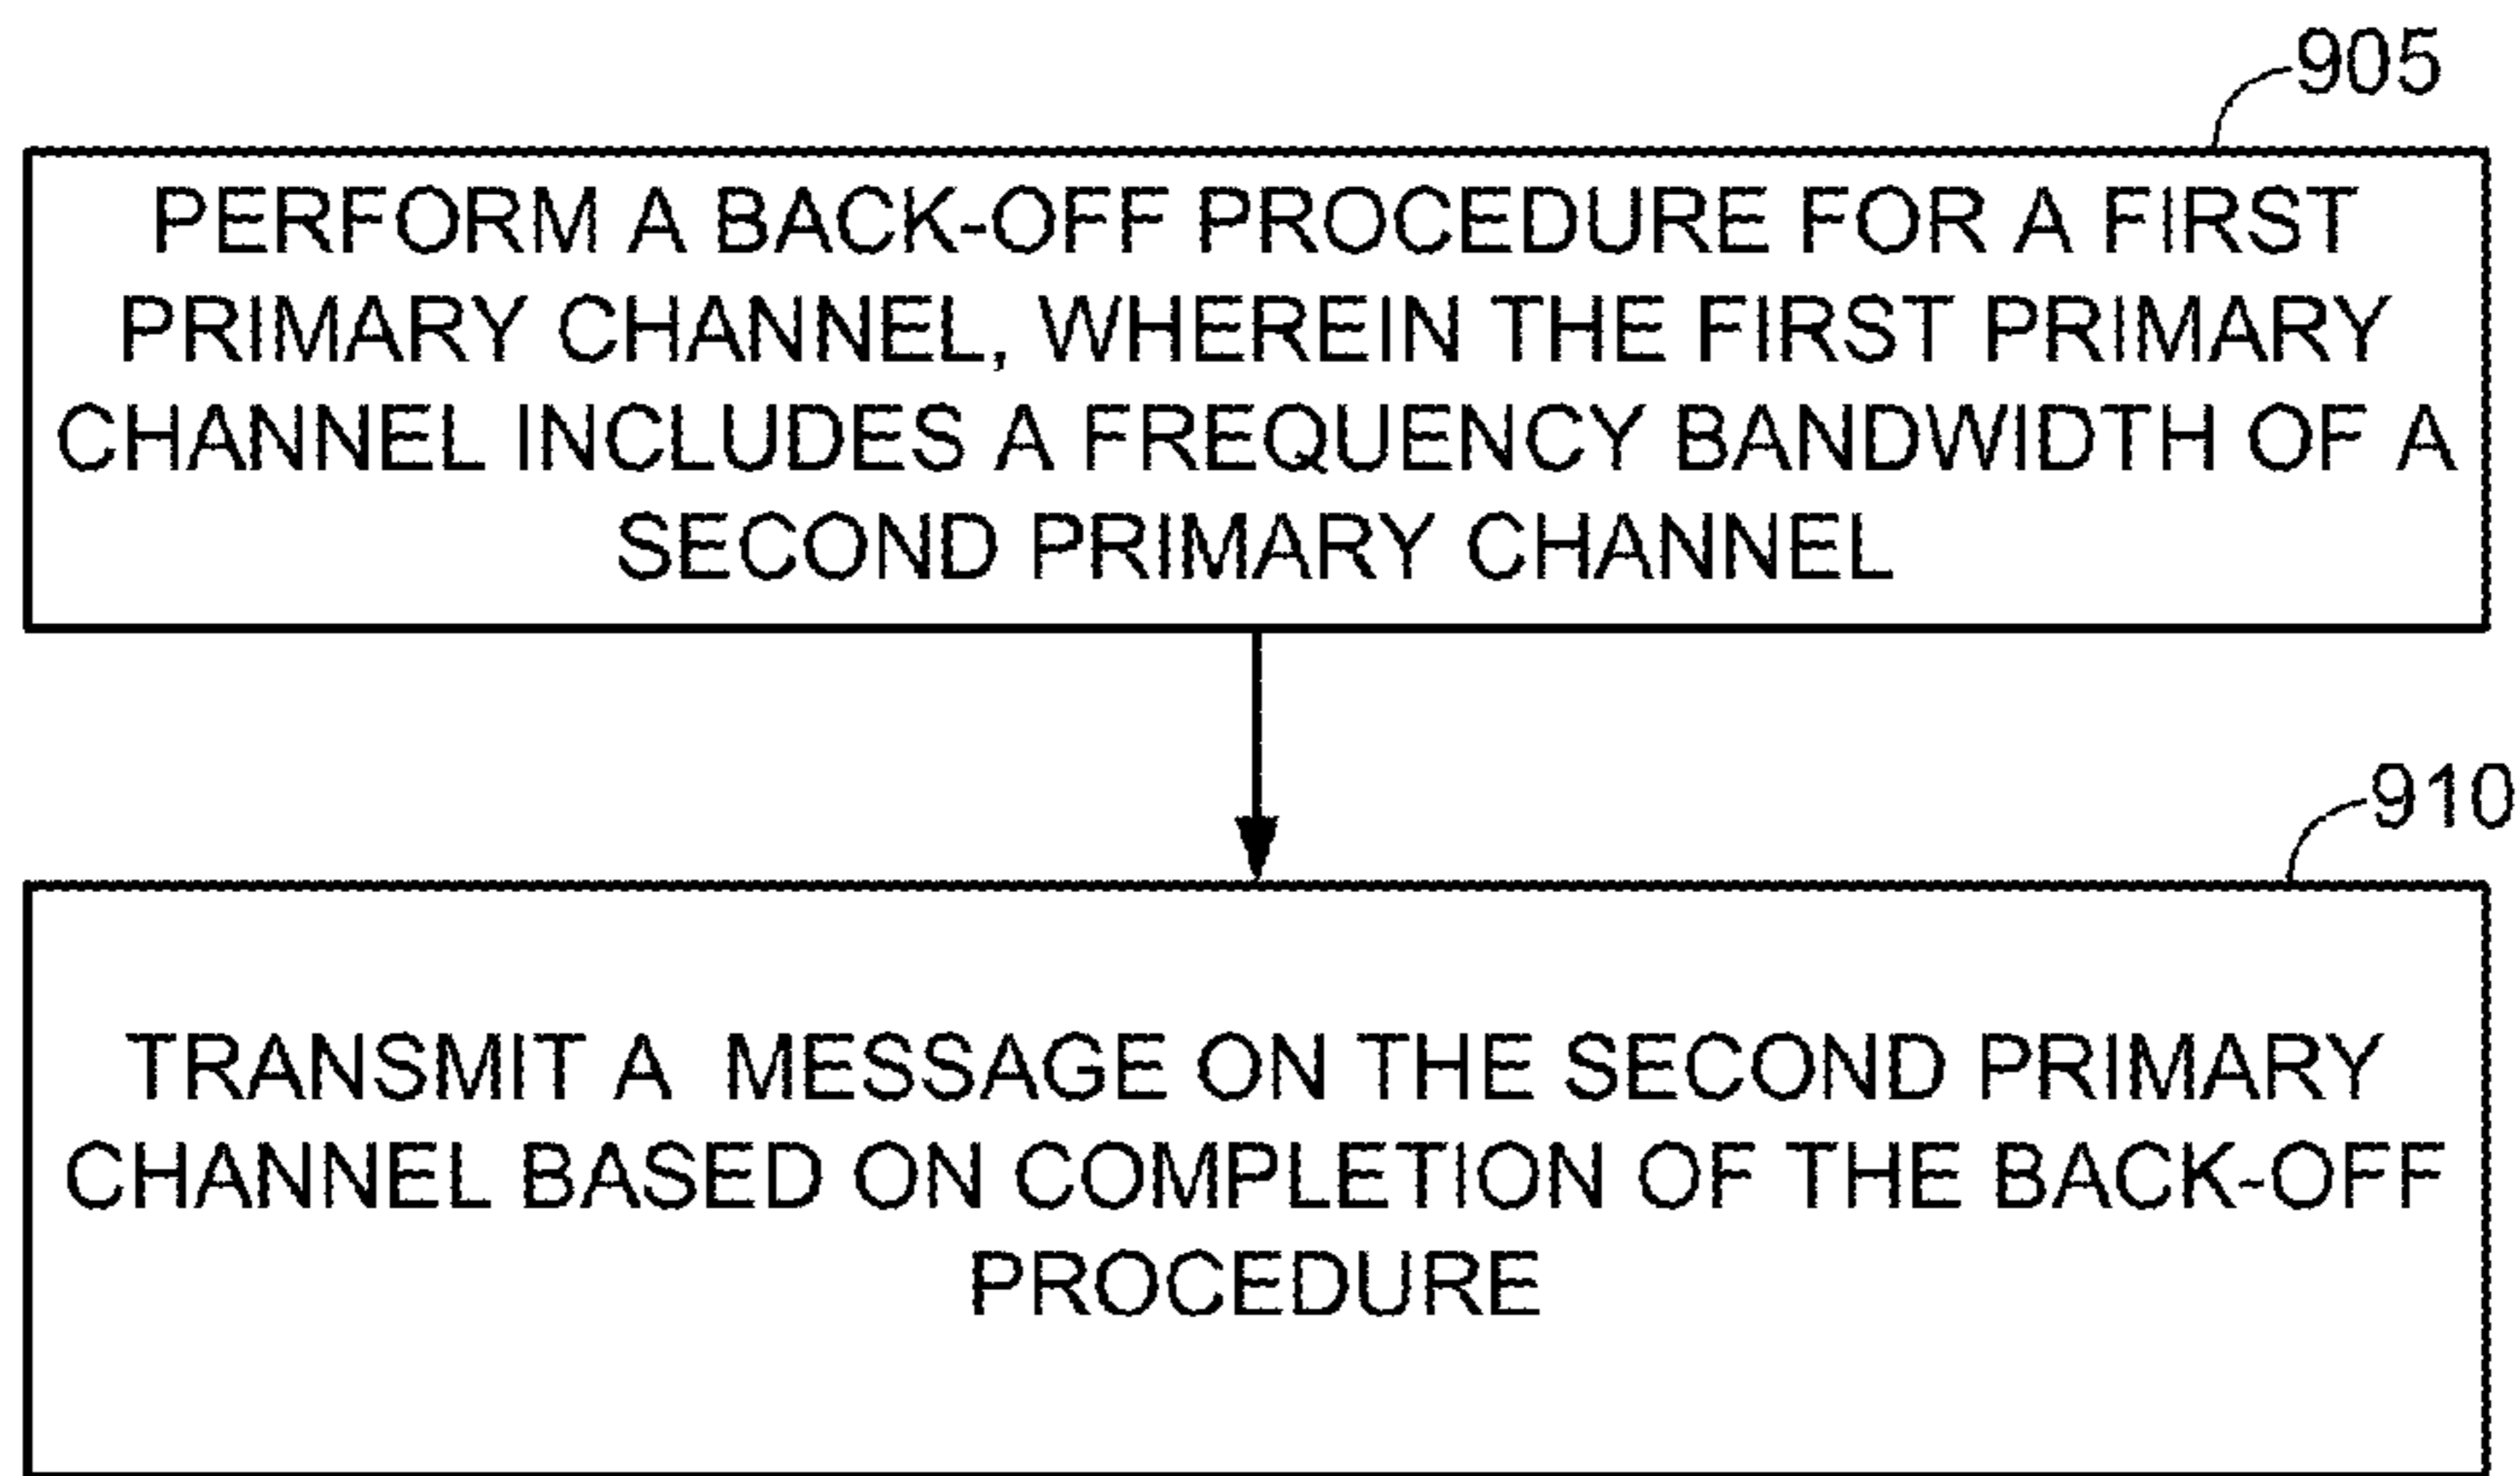 905
PERFORM A BACK-OFF PROCEDURE FOR A FIRST
PRIMARY CHANNEL, WHEREIN THE FIRST PRIMARY
CHANNEL INCLUDES A FREQUENCY BANDWIDTH OF A
SECOND PRIMARY CHANNEL
910
TRANSMIT A MESSAGE ON THE SECOND PRIMARY
CHANNEL BASED ON COMPLETION OF THE BACK-OFF
PROCEDURE